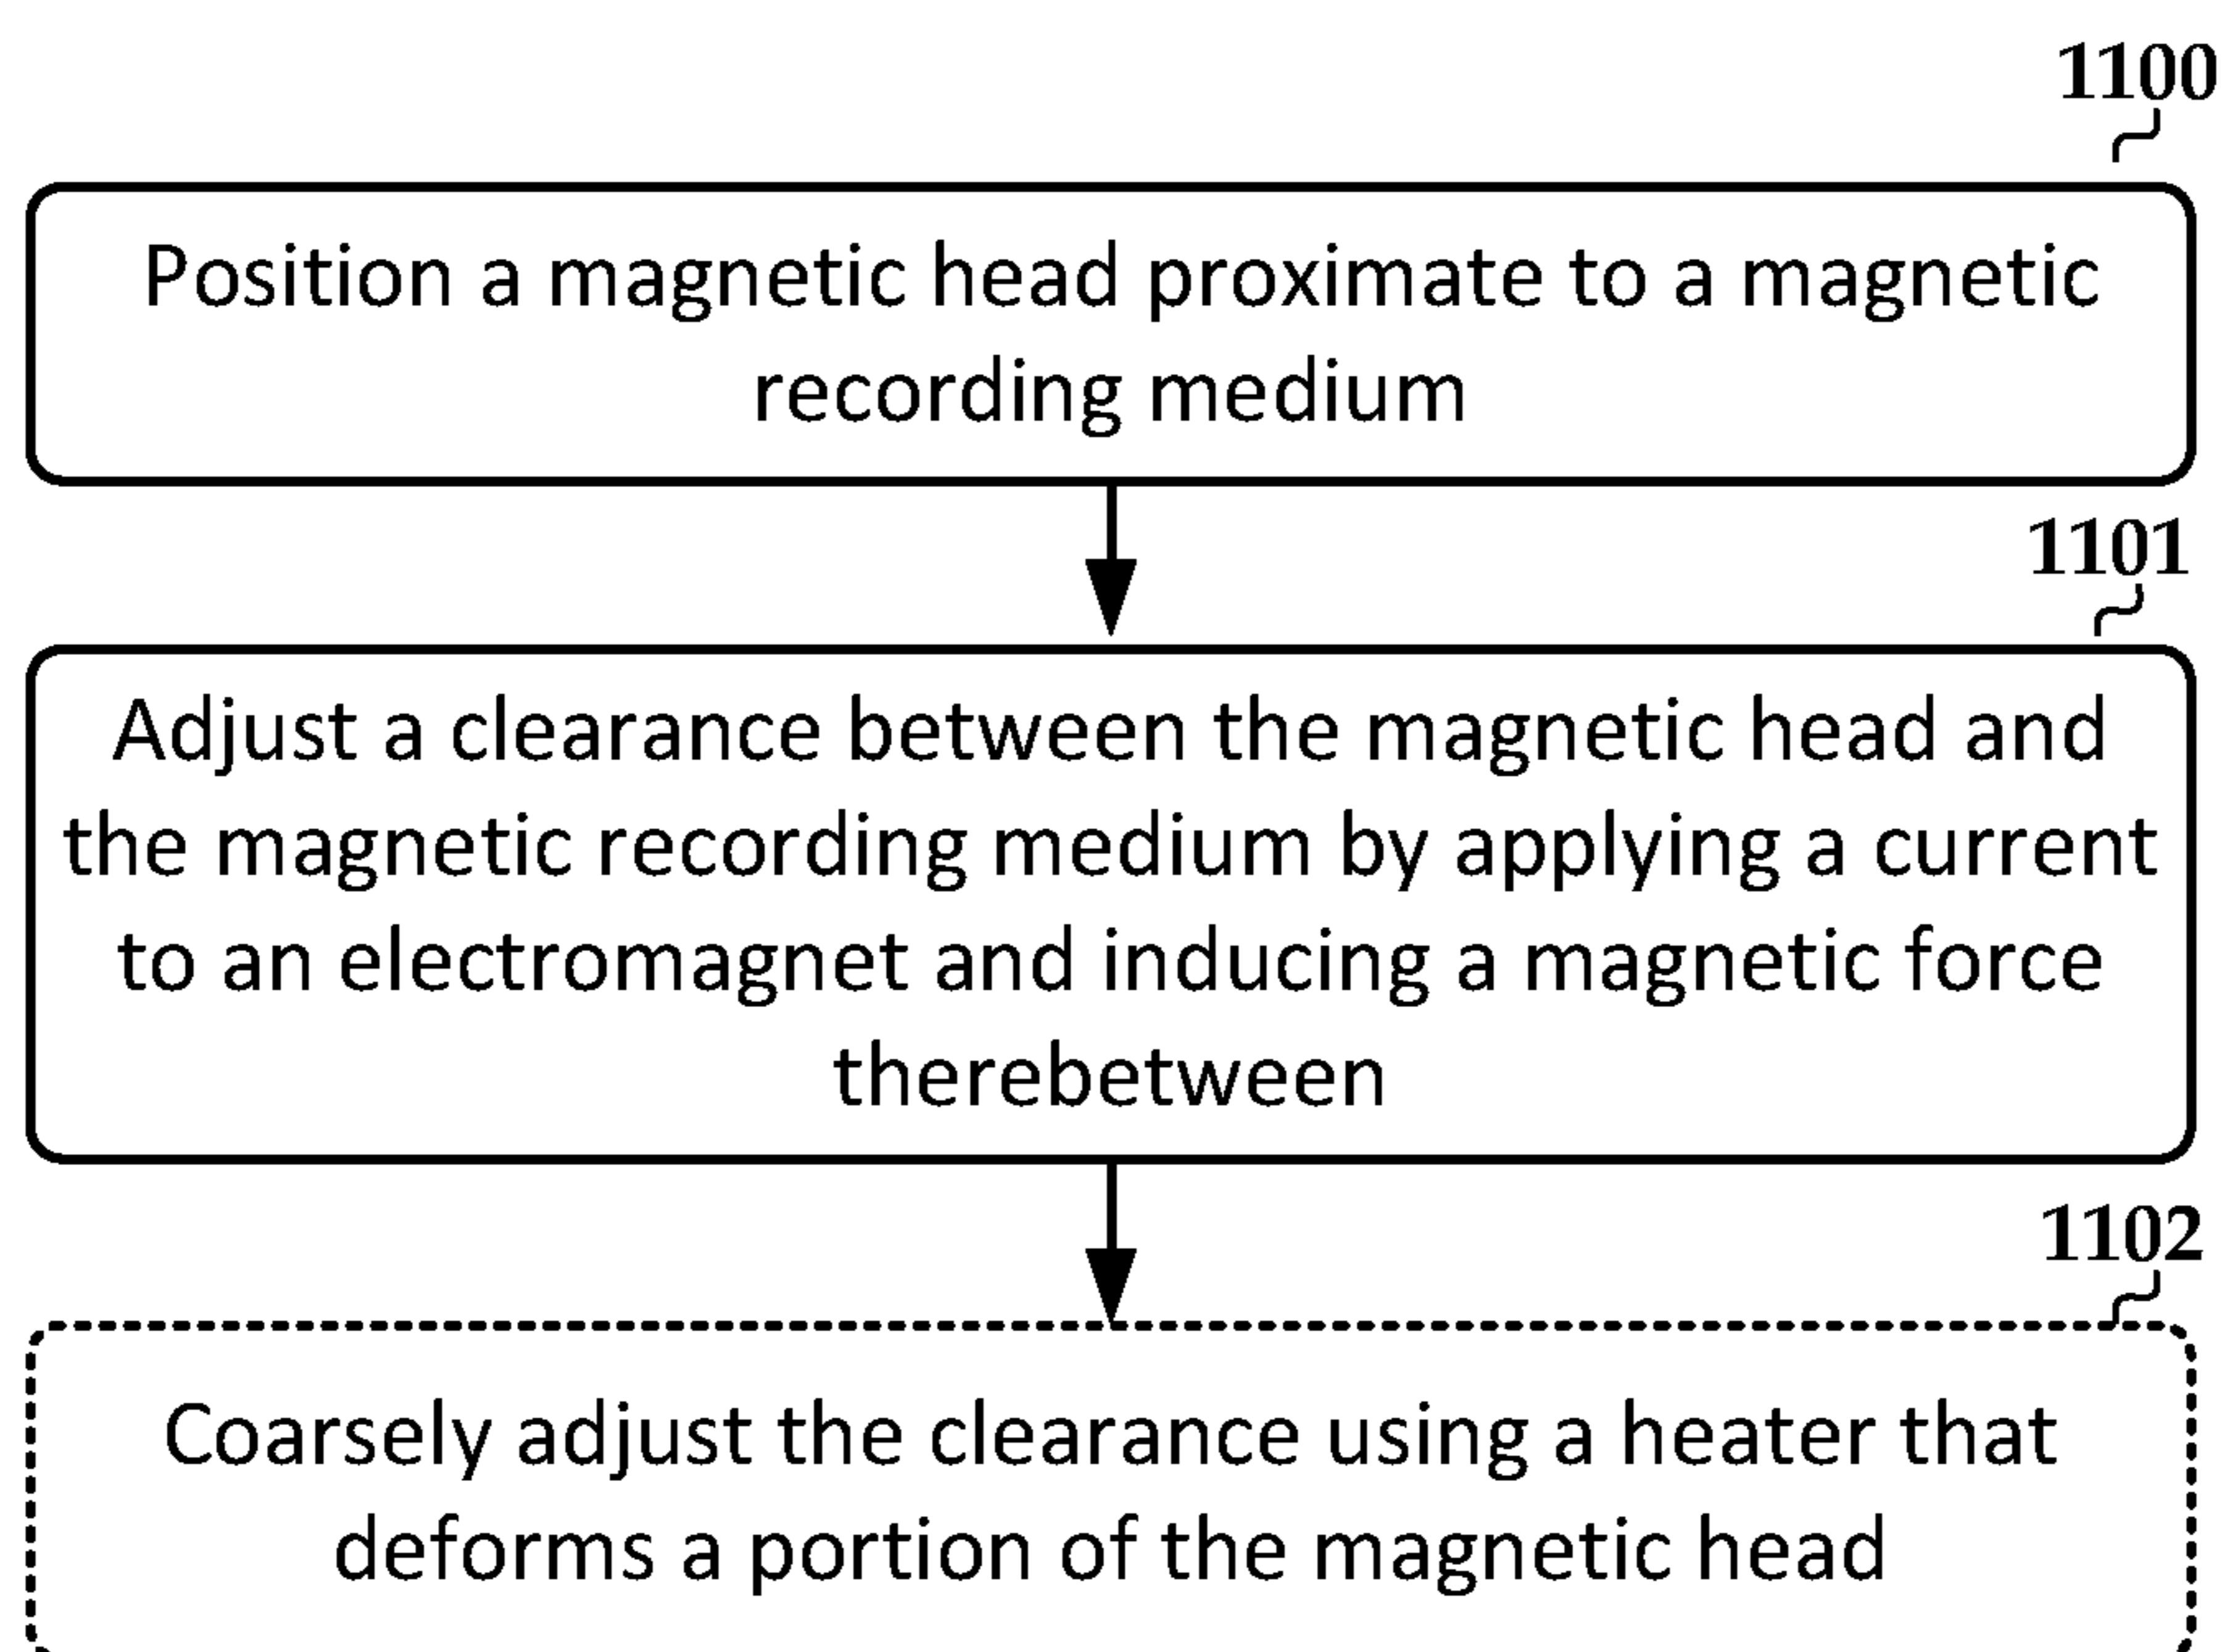 1100
Position a magnetic head proximate to a magnetic
recording medium
1101
Adjust a clearance between the magnetic head and
the magnetic recording medium by applying a current
to an electromagnet and inducing a magnetic force
therebetween
1102
Coarsely adjust the clearance using a heater that
deforms a portion of the magnetic head